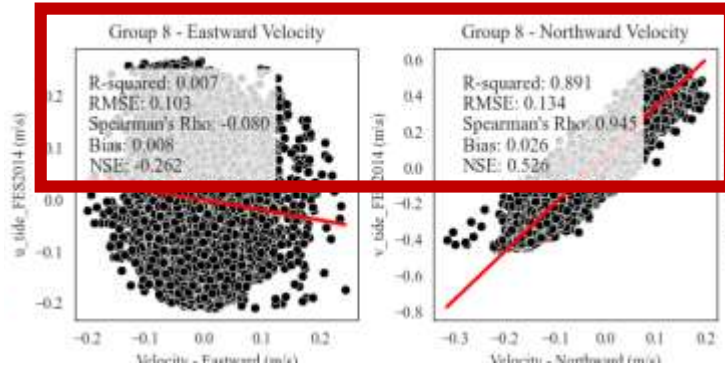 Group 8 - Eastward Velocity
R-squared: 0.007
RMSE: 0.103
Spearman's Rho: -0.080
Bias: 0.008
NSE: -0.262
u_tide_FES2014 (m/s)
0.2
0.1
0.0
−0.1
−0.2
−0.2 −0.1 0.0 0.1 0.2
Velocity - Eastward (m/s)
Group 8 - Northward Velocity
R-squared: 0.891
RMSE: 0.134
Spearman's Rho: 0.945
Bias: 0.026
NSE: 0.526
v_tide_FES2014 (m/s)
0.6
0.4
0.2
0.0
−0.2
−0.4
−0.6
−0.8
−0.3 −0.2 −0.1 0.0 0.1 0.2
Velocity - Northward (m/s)